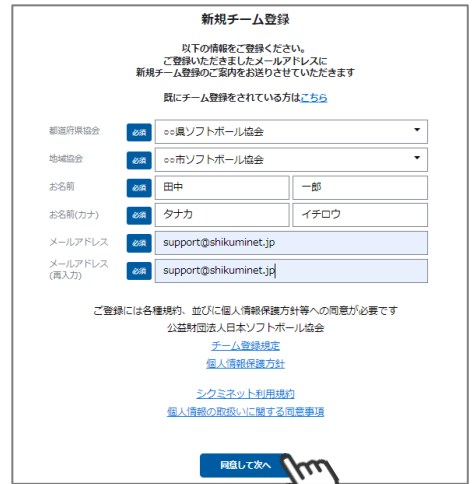 新規チーム登録
以下の情報をご登録ください。
ご登録いただきましたメールアドレスに
新規チーム登録のご案内をお送りさせていただきます
既にチーム登録をされている方はこちら
都道府県協会 必須 ○○県ソフトボール協会
地域協会 必須 ○○市ソフトボール協会
お名前 必須 田中 一郎
お名前(カナ) 必須 タナカ イチロウ
メールアドレス 必須 support@shikuminet.jp
メールアドレス
(再入力) 必須 support@shikuminet.jp
ご登録には各種規約、並びに個人情報保護方針等への同意が必要です
公益財団法人日本ソフトボール協会
チーム登録規定
個人情報保護方針
シクミネット利用規約
個人情報の取扱いに関する同意事項
同意して次へ